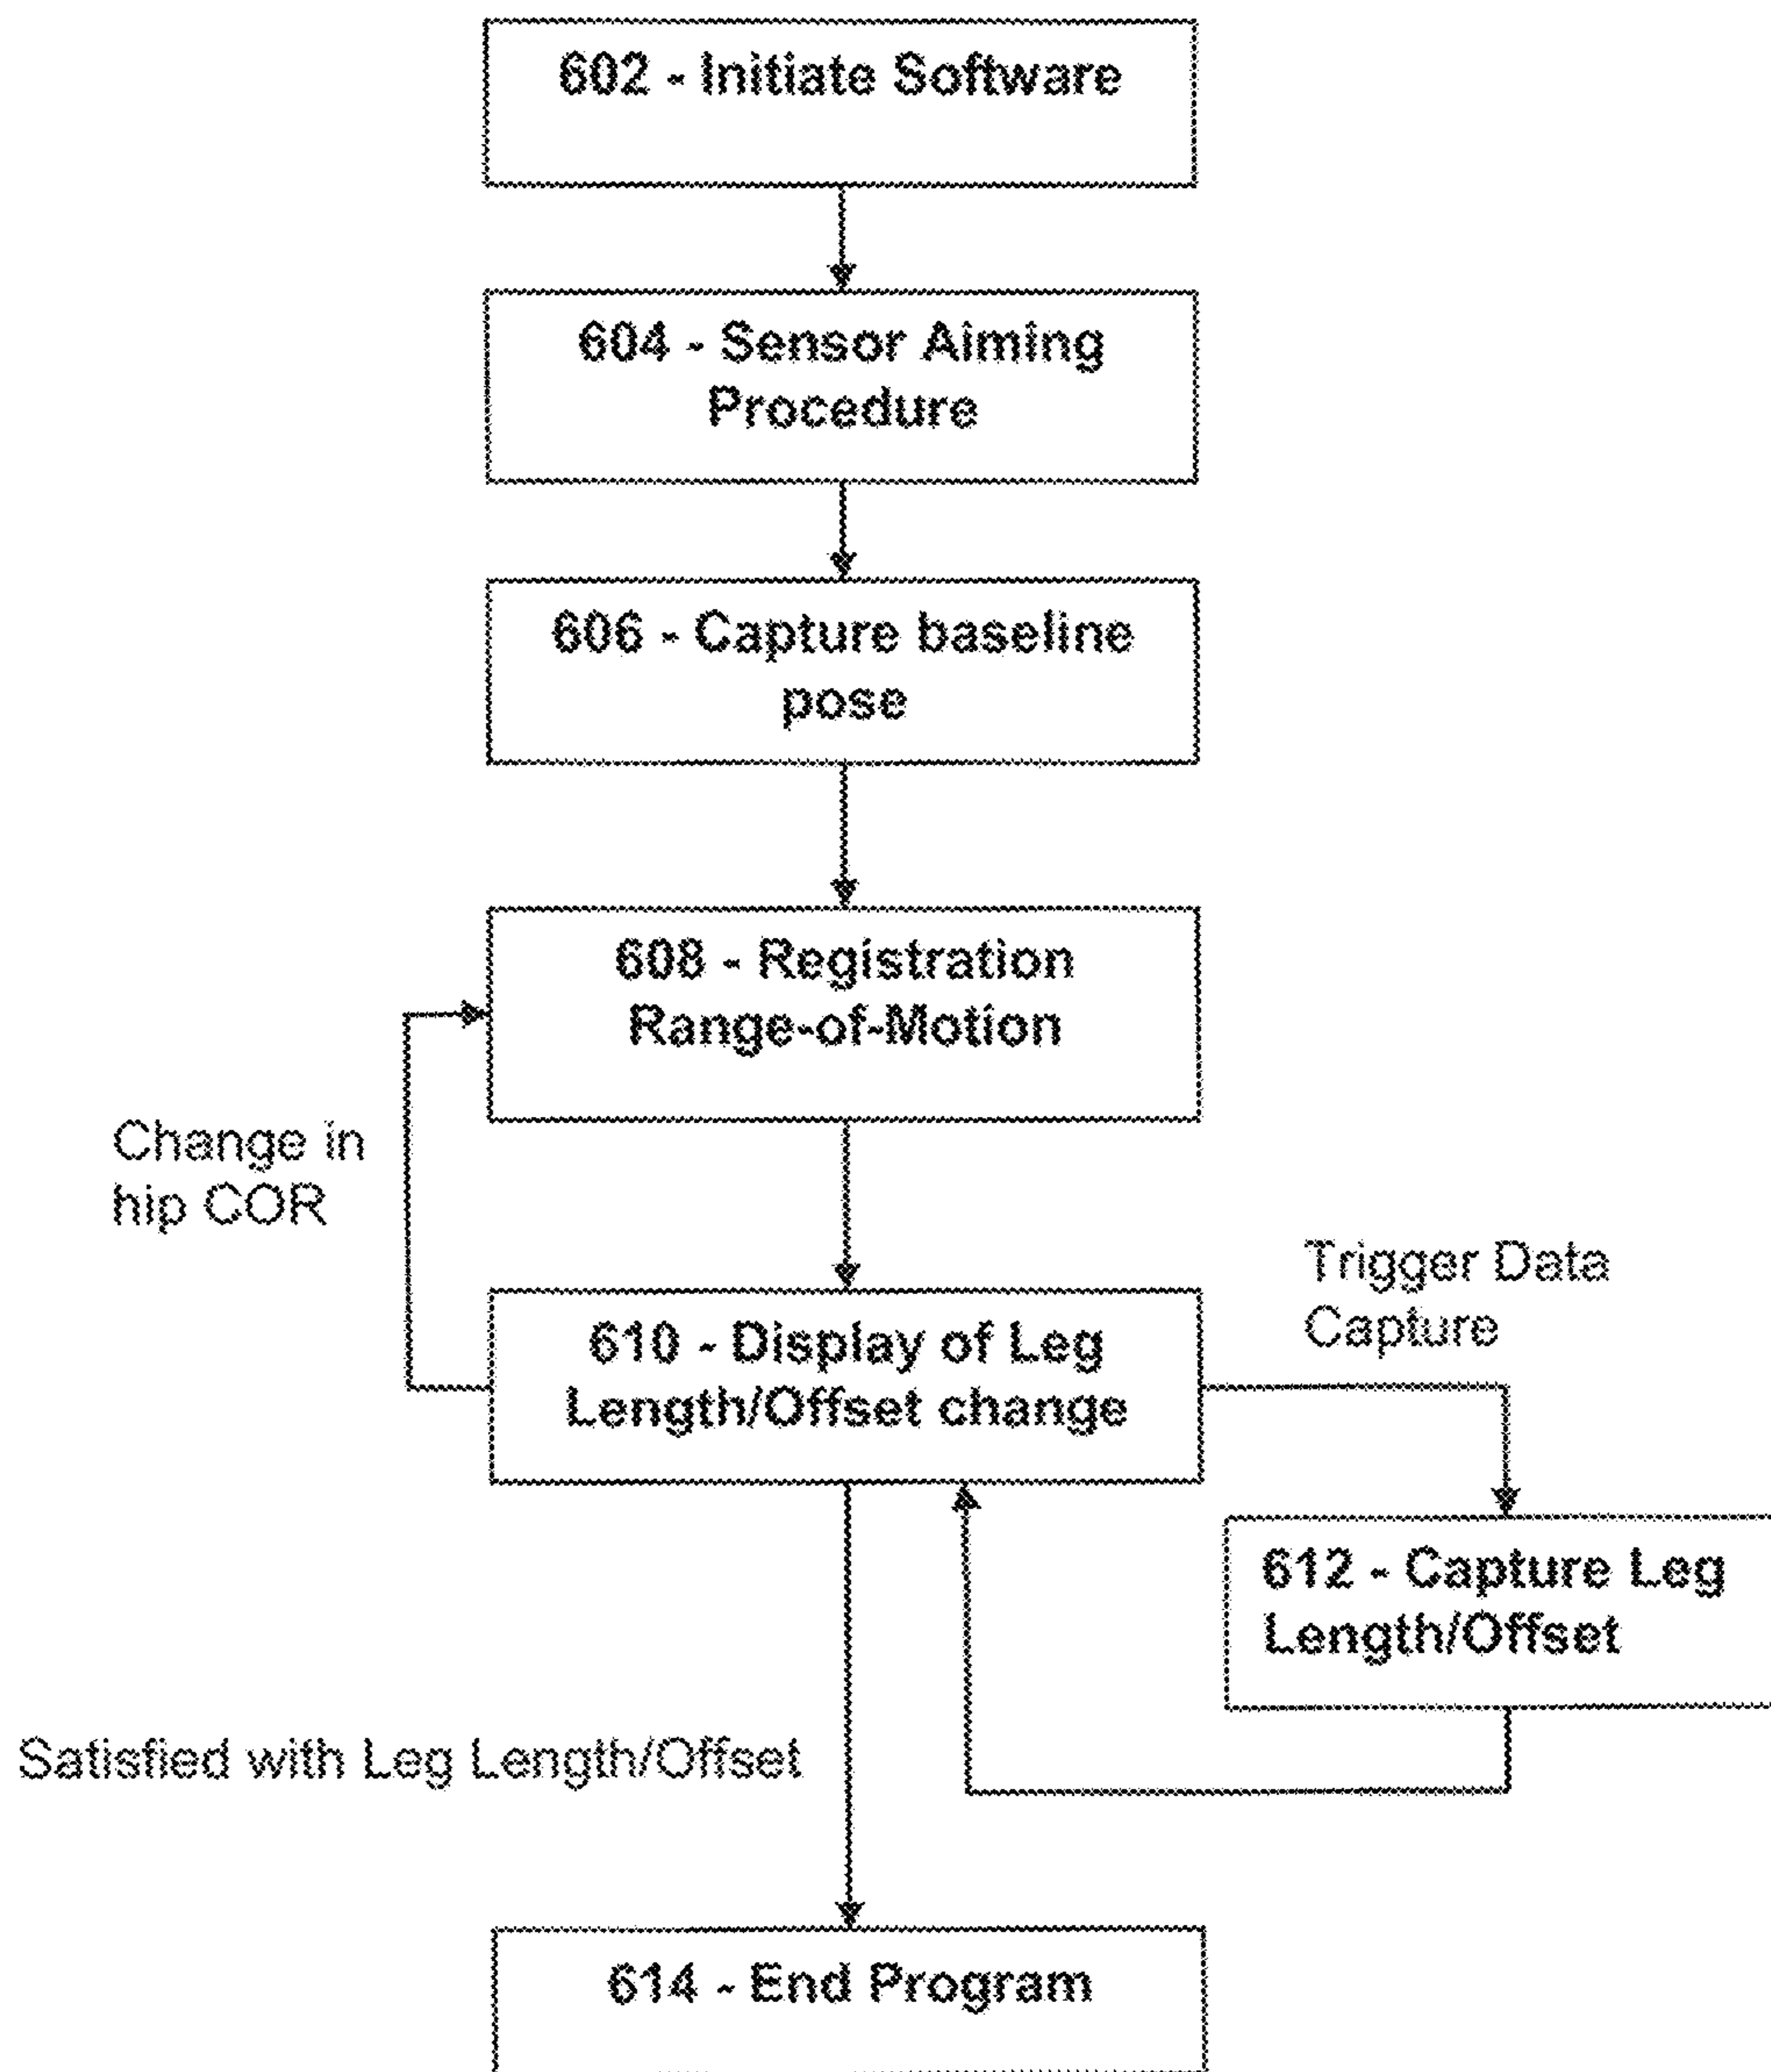 602 - Initiate Software
604 - Sensor Aiming
Procedure
606 - Capture baseline
pose
608 - Registration
Range-of-Motion
Change in
hip COR
610 - Display of Leg
Length/Offset change
Trigger Data
Capture
612 - Capture Leg
Length/Offset
Satisfied with Leg Length/Offset
614 - End Program